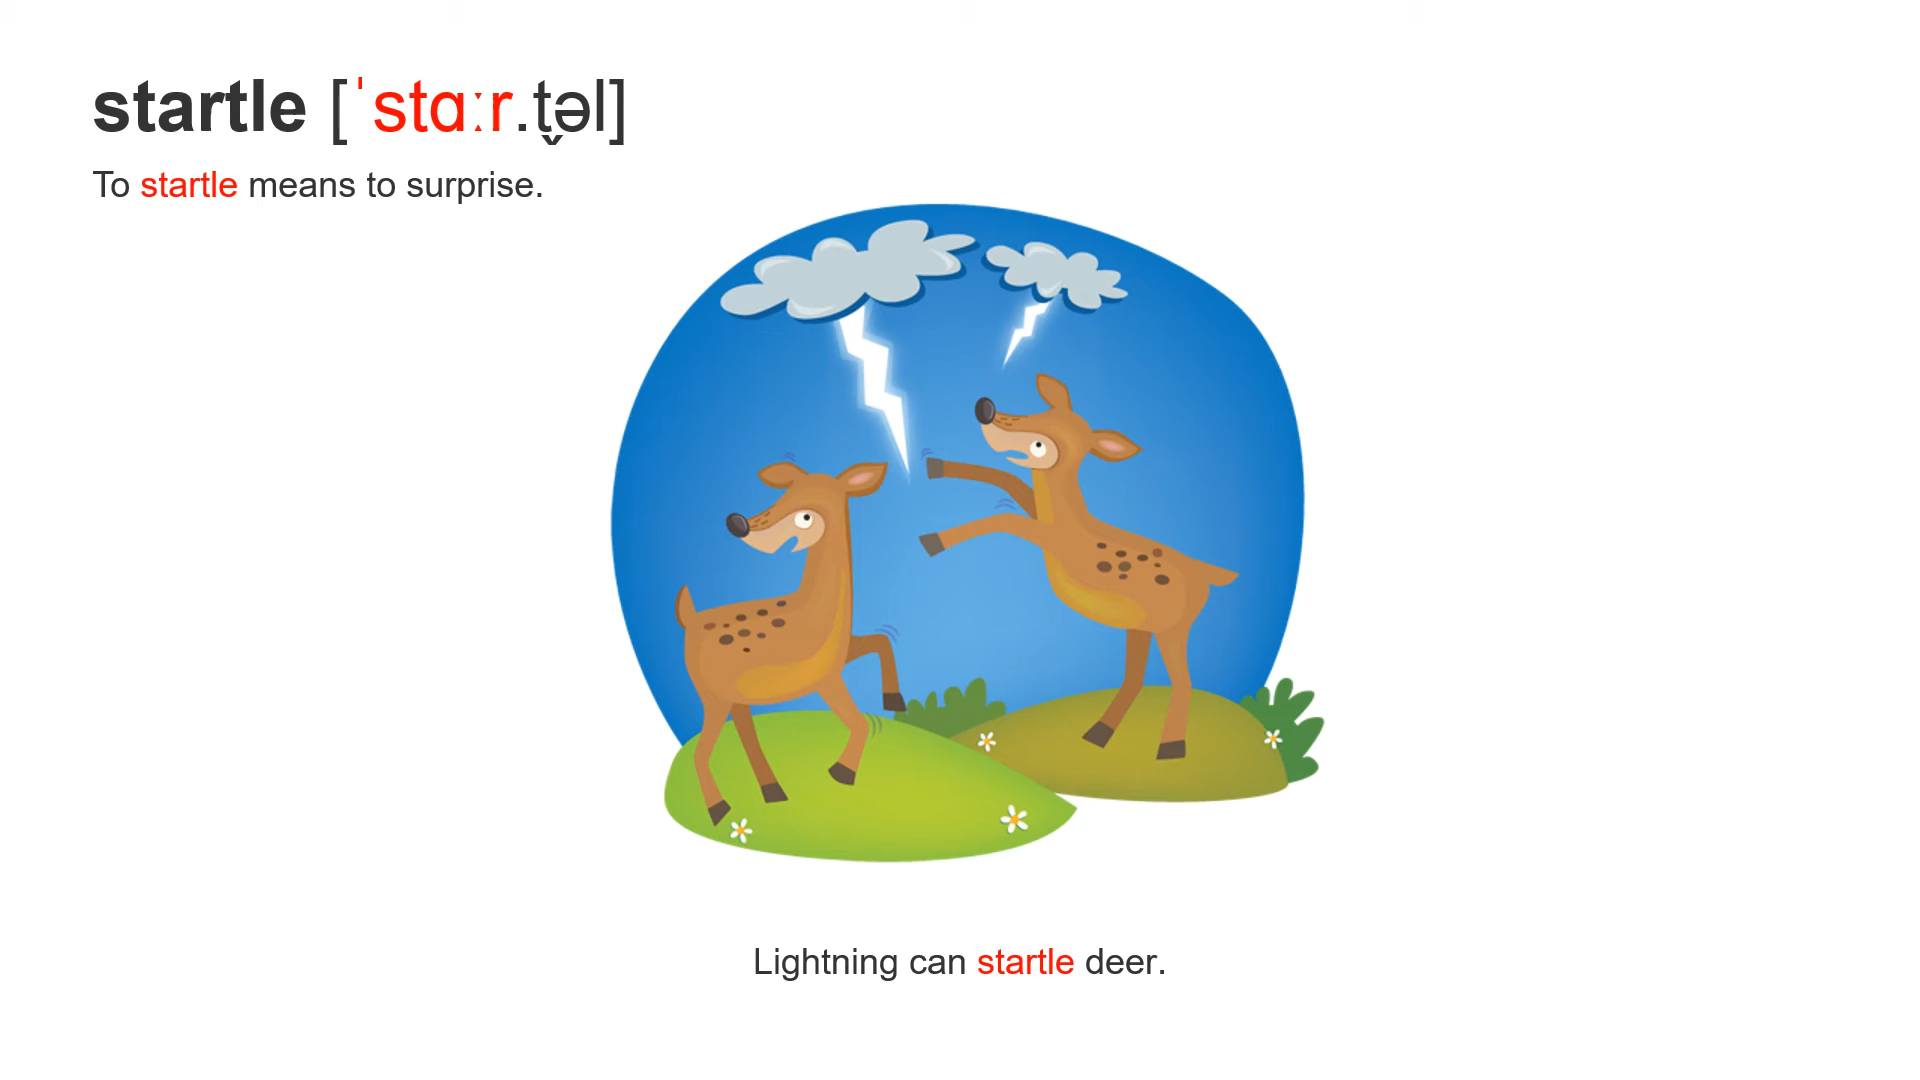 startle [ˈstɑːr.t̬əl]
To startle means to surprise.
Lightning can startle deer.